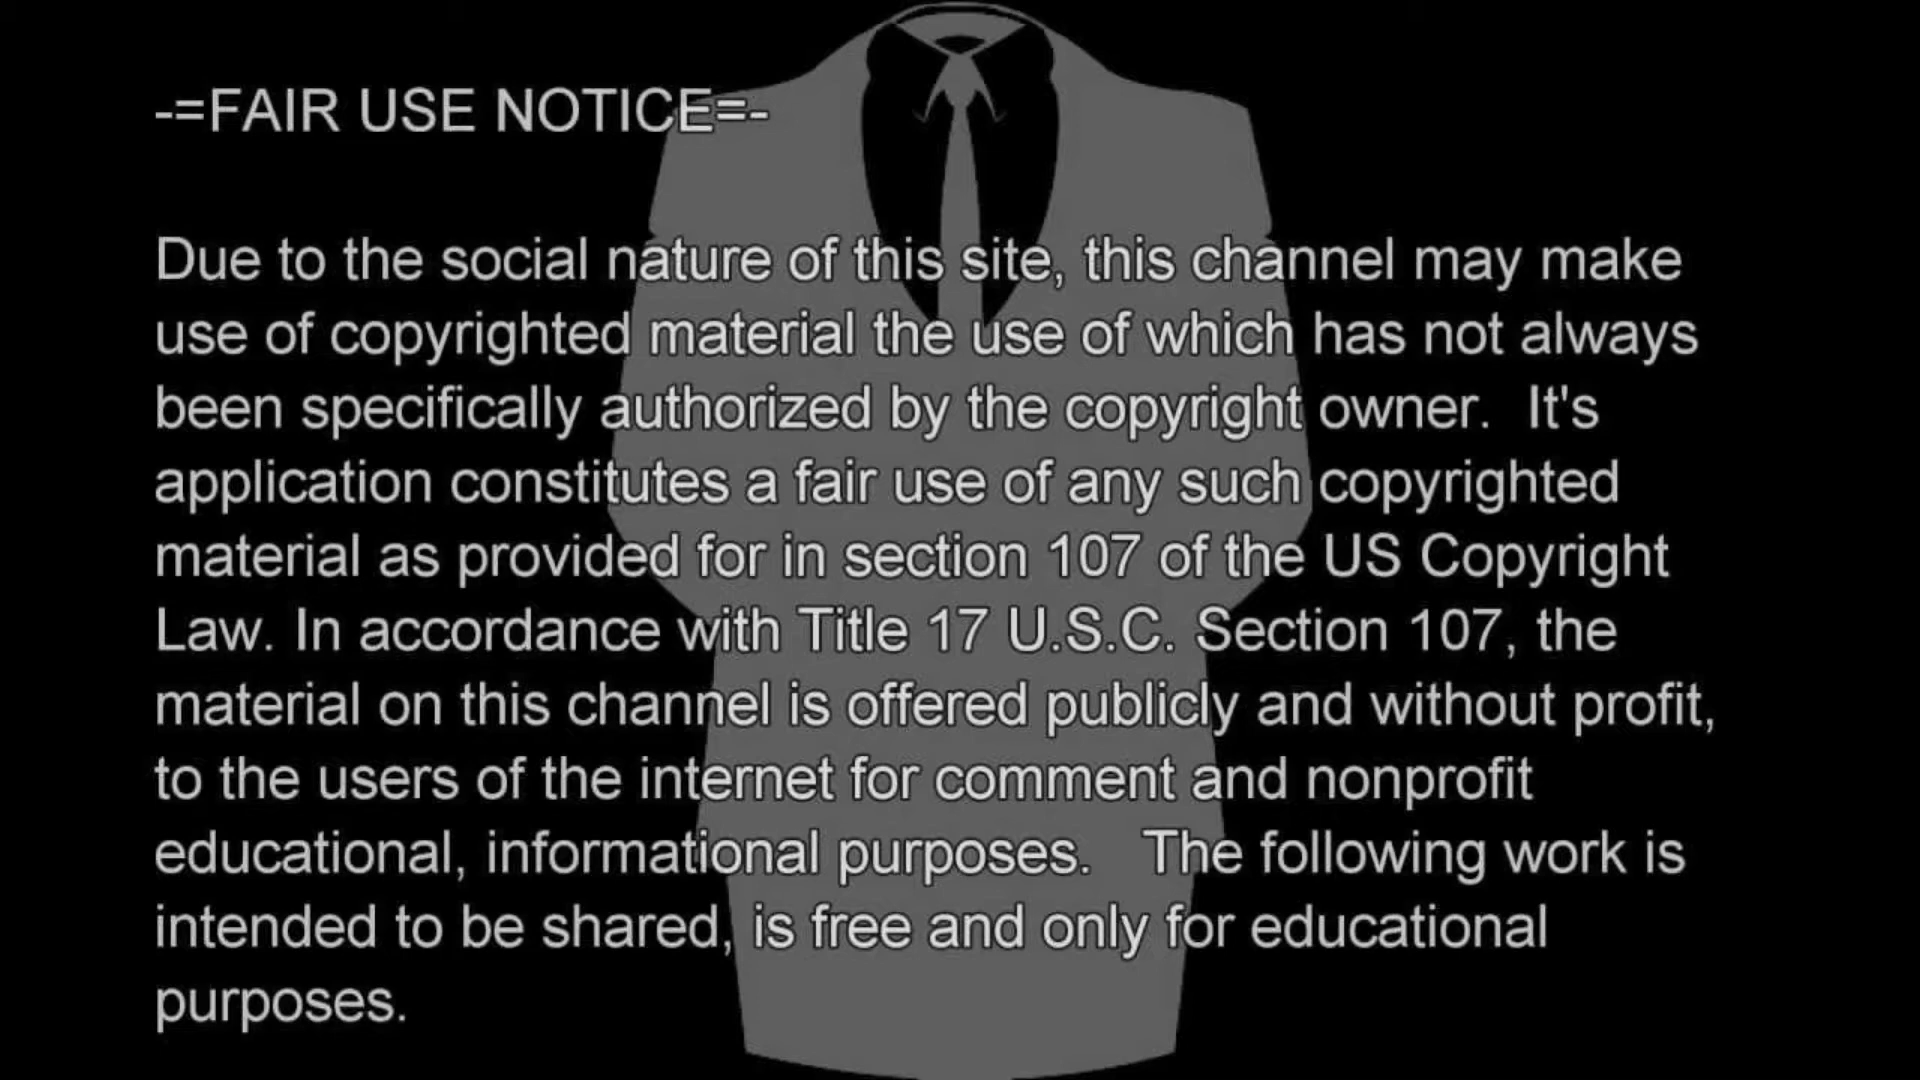 -=FAIR USE NOTICE=-
Due to the social nature of this site, this channel may make
use of copyrighted material the use of which has not always
been specifically authorized by the copyright owner.  It's
application constitutes a fair use of any such copyrighted
material as provided for in section 107 of the US Copyright
Law. In accordance with Title 17 U.S.C. Section 107, the
material on this channel is offered publicly and without profit,
to the users of the internet for comment and nonprofit
educational, informational purposes.   The following work is
intended to be shared, is free and only for educational
purposes.